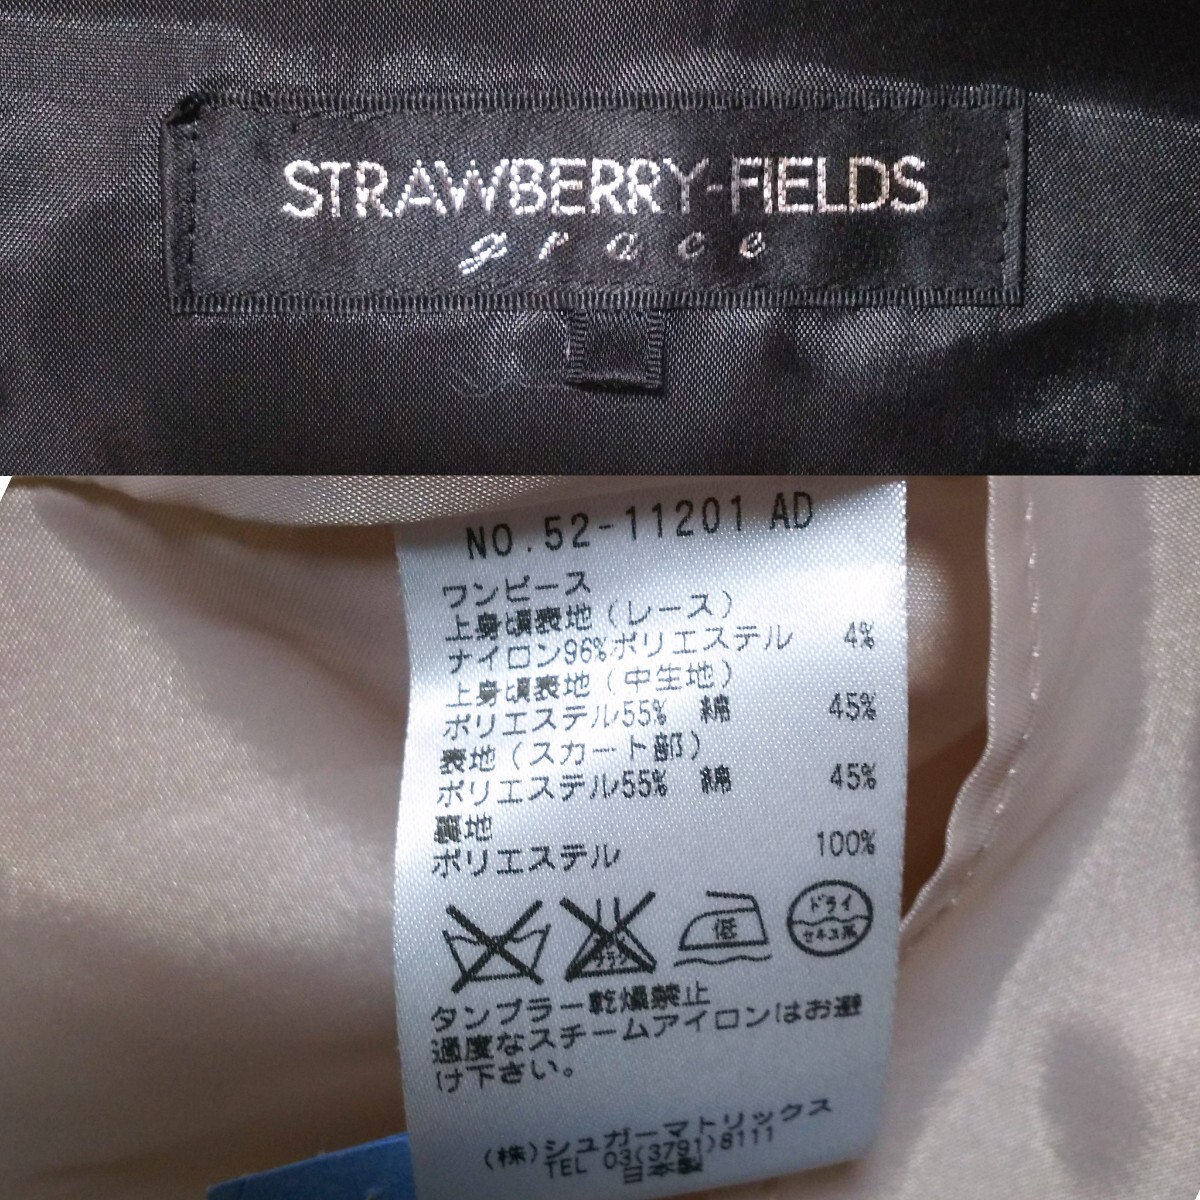 STRAWBERRY-FIELDS
grace
NO.52-11201 AD
ワンピース
上身頃表地(レース)
ナイロン96%ポリエステル 4%
上身頃表地(中生地)
ポリエステル55% 綿 45%
表地(スカート部)
ポリエステル55% 綿 45%
裏地
ポリエステル 100%
エンソ
サラシ
低
ドライ
セキユ系
タンブラー乾燥禁止
過度なスチームアイロンはお避
け下さい。
(株)シュガーマトリックス
TEL 03(3791)8111
日本製